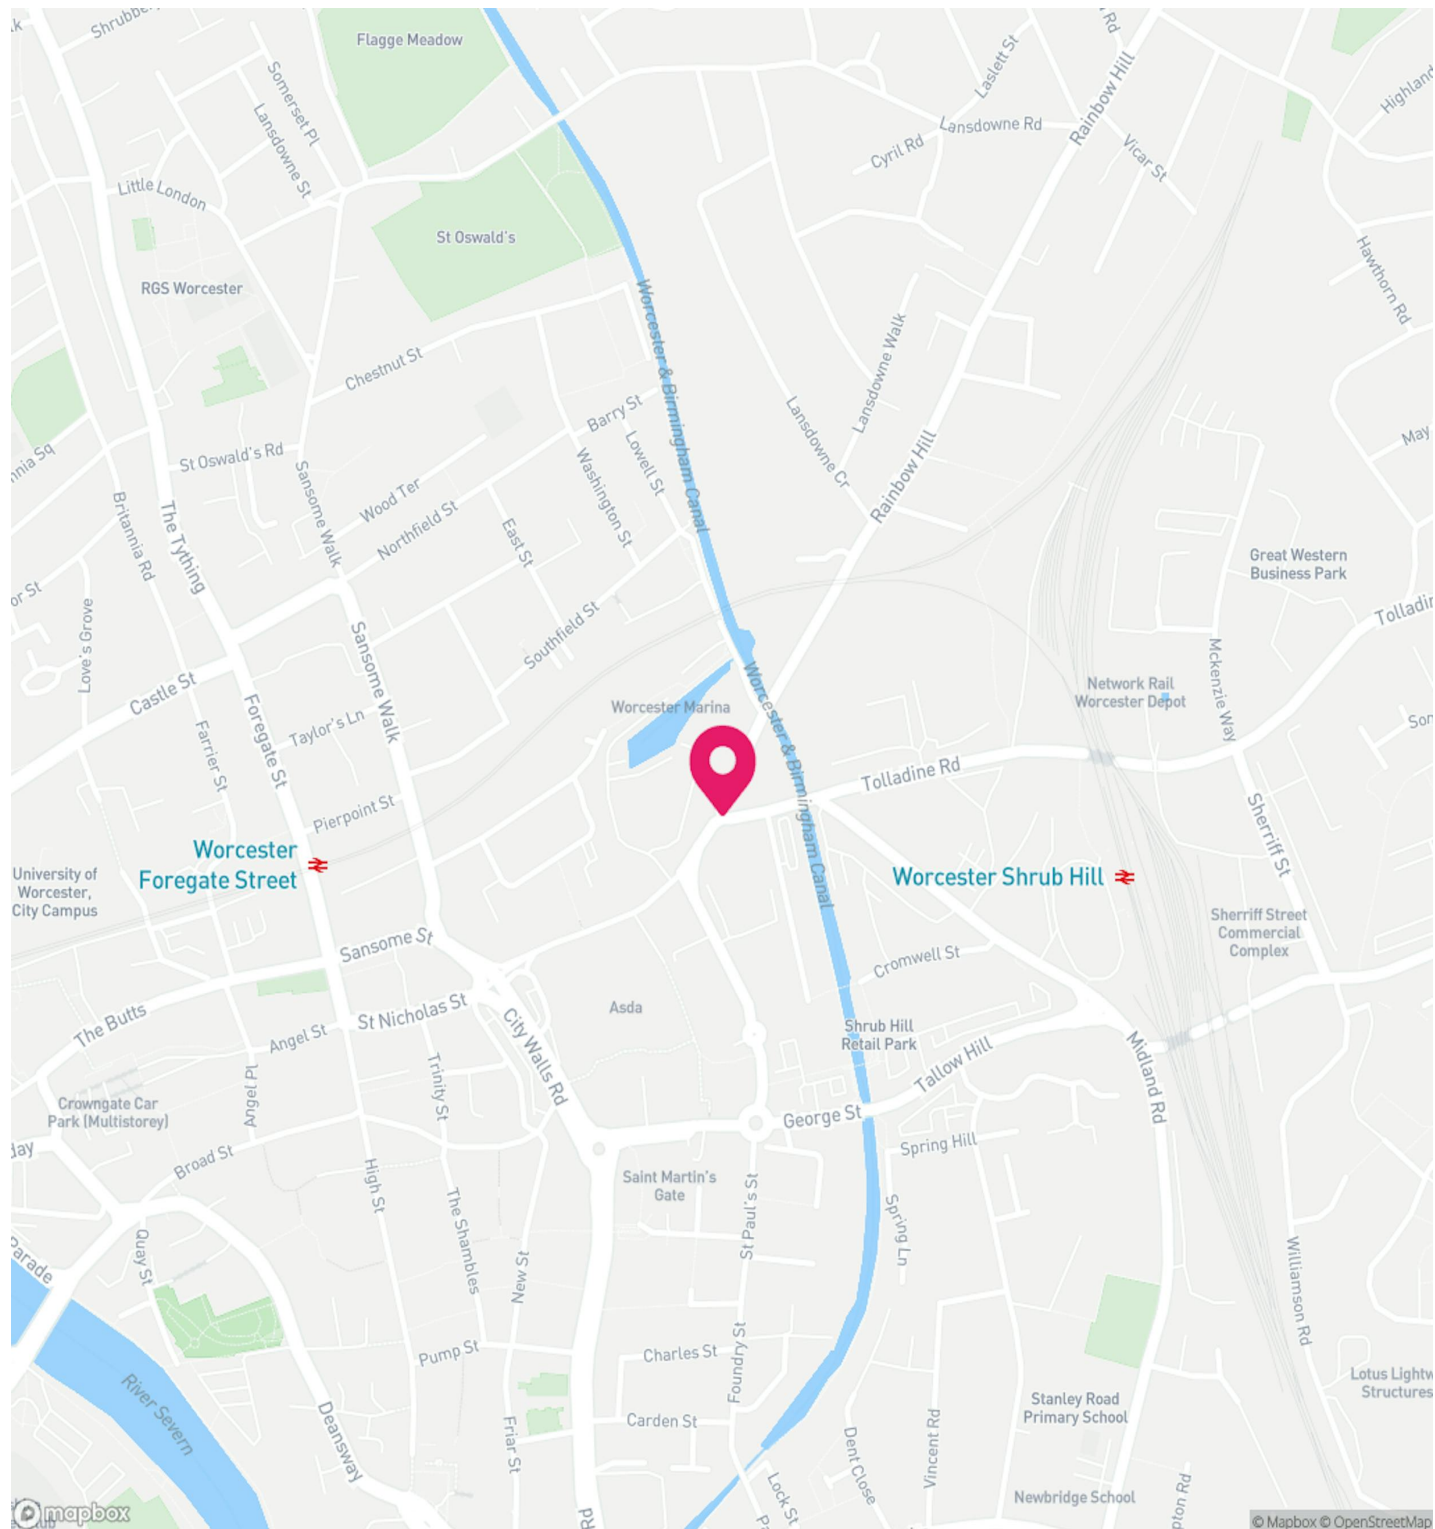 Shrubbery
Flagge Meadow
Somerset Pl
Lansdowne St
Laslett St
Rd
Rainbow Hill
Highland
Lansdowne Rd
Cyril Rd
Vicar St
Little London
St Oswald's
RGS Worcester
Worcester & Birmingham Canal
Hawthorn Rd
Chestnut St
Lansdowne Walk
Barry St
Lowell St
Lansdowne Cr
May
nnia Sq
St Oswald's Rd
Sansome Walk
Wood Ter
Washington St
Rainbow Hill
Britannia Rd
The Tything
Northfield St
East St
Great Western
Business Park
or St
Love's Grove
Southfield St
Tolladin
Sansome Walk
Mckenzie Way
Castle St
Foregate St
Taylor's Ln
Farrier St
Worcester Marina
Worcester & Birmingham Canal
Network Rail
Worcester Depot
Son
Tolladine Rd
Pierpoint St
Sherriff St
Worcester
Foregate Street
University of
Worcester,
City Campus
Worcester Shrub Hill
Sherriff Street
Commercial
Complex
Sansome St
Cromwell St
The Butts
Angel St
St Nicholas St
City Walls Rd
Asda
Shrub Hill
Retail Park
Tallow Hill
Midland Rd
Trinity St
Angel Pl
Crowngate Car
Park (Multistorey)
George St
day
Broad St
Spring Hill
High St
The Shambles
Saint Martin's
Gate
St Paul's St
Spring Ln
Parade
Quay St
New St
Williamson Rd
Pump St
Charles St
Foundry St
River Severn
Deansway
Friar St
Carden St
Lotus Lightw
Structures
Stanley Road
Primary School
Vincent Rd
Dent Close
Lock St
Pa
Newbridge School
pton Rd
Rd
mapbox
© Mapbox © OpenStreetMap